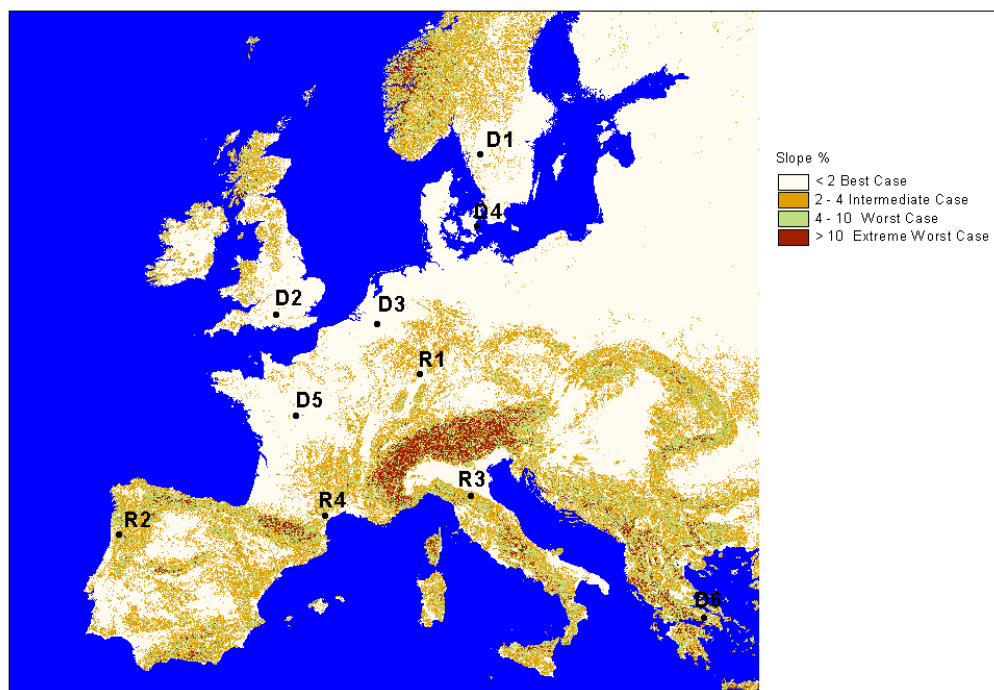 D1
Slope %
< 2 Best Case
2 - 4 Intermediate Case
4 - 10 Worst Case
> 10 Extreme Worst Case
D4
D2
D3
R1
D5
R3
R4
R2
D6